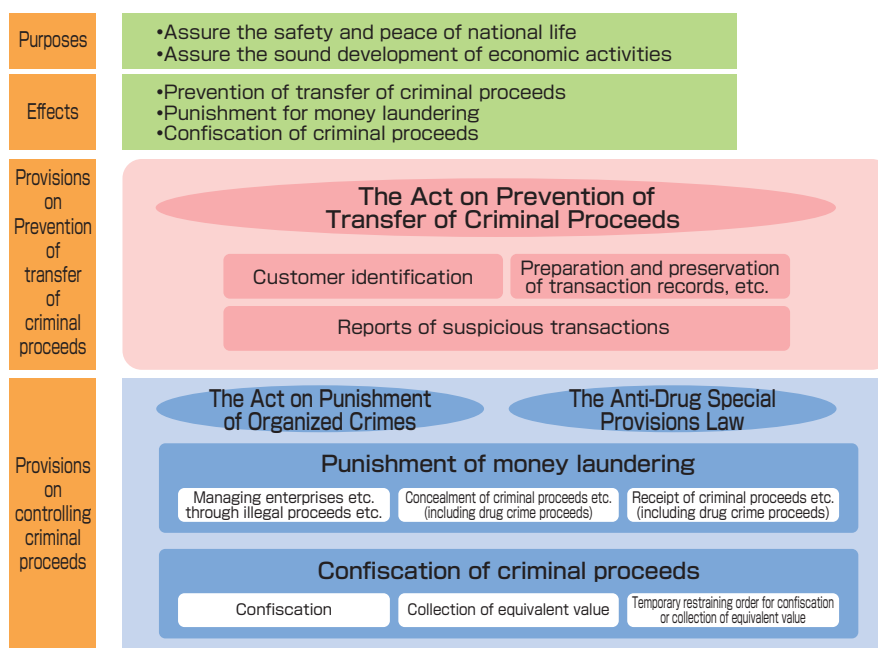 Purposes
•Assure the safety and peace of national life
•Assure the sound development of economic activities
Effects
•Prevention of transfer of criminal proceeds
•Punishment for money laundering
•Confiscation of criminal proceeds
Provisions
on
Prevention
of
transfer
of
criminal
proceeds
The Act on Prevention of
Transfer of Criminal Proceeds
Customer identification
Preparation and preservation
of transaction records, etc.
Reports of suspicious transactions
Provisions
on
controlling
criminal
proceeds
The Act on Punishment
of Organized Crimes
The Anti-Drug Special
Provisions Law
Punishment of money laundering
Managing enterprises etc.
through illegal proceeds etc.
Concealment of criminal proceeds etc.
(including drug crime proceeds)
Receipt of criminal proceeds etc.
(including drug crime proceeds)
Confiscation of criminal proceeds
Confiscation
Collection of equivalent value
Temporary restraining order for confiscation
or collection of equivalent value